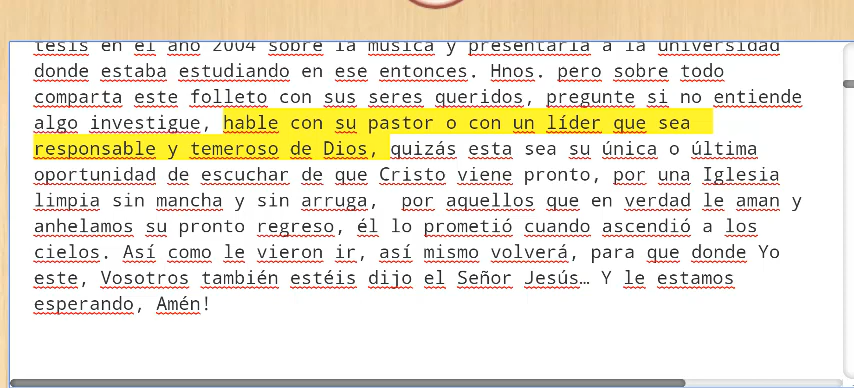 tesis en el año 2004 sobre la música y presentarla a la universidad
donde estaba estudiando en ese entonces. Hnos. pero sobre todo
comparta este folleto con sus seres queridos, pregunte si no entiende
algo investigue, hable con su pastor o con un líder que sea
responsable y temeroso de Dios, quizás esta sea su única o última
oportunidad de escuchar de que Cristo viene pronto, por una Iglesia
limpia sin mancha y sin arruga,  por aquellos que en verdad le aman y
anhelamos su pronto regreso, él lo prometió cuando ascendió a los
cielos. Así como le vieron ir, así mismo volverá, para que donde Yo
este, Vosotros también estéis dijo el Señor Jesús… Y le estamos
esperando, Amén!